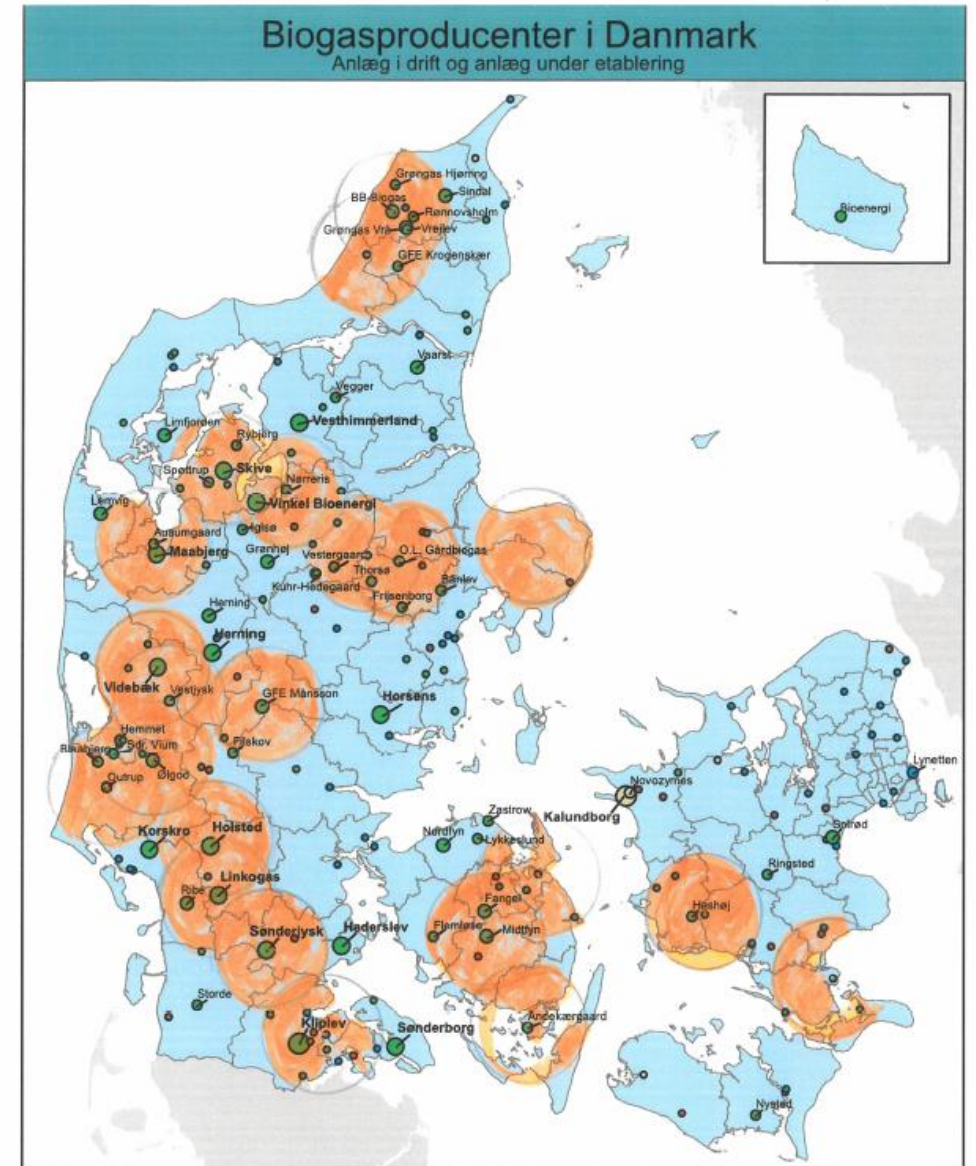 Biogasproducenter i Danmark
Anlæg i drift og anlæg under etablering
Grøngas Hjørring
Sindal
BB-Biogas
Rønnovsholm
Grøngas Vrå
Vrejlev
GFE Krogenskær
Bioenergi
Vaarst
Vegger
Vesthimmerland
Limfjorden
Rybjerg
Skive
Spøttrup
Nørreris
Lemvig
Vinkel Bioenergi
Iglsø
Maabjerg
Grønhøj
Vestergaard
O.L. Gårdbiogas
Thorsø
Kuhr-Hedegaard
Frijsenborg
Bånlev
Herning
Herning
Videbæk
Vestjysk
GFE Månsson
Horsens
Hemmet
Sdr. Vium
Filskov
Ølgod
Outrup
Novozymes
Lynetten
Kalundborg
Zastrow
Korskro
Holsted
Nordfyn
Lykkeslund
Solrød
Linkogas
Ringsted
Ribe
Fangel
Heshøj
Sønderjysk
Haderslev
Flemløse
Midtfyn
Storde
Kliplev
Sønderborg
Andekærgaard
Nysted